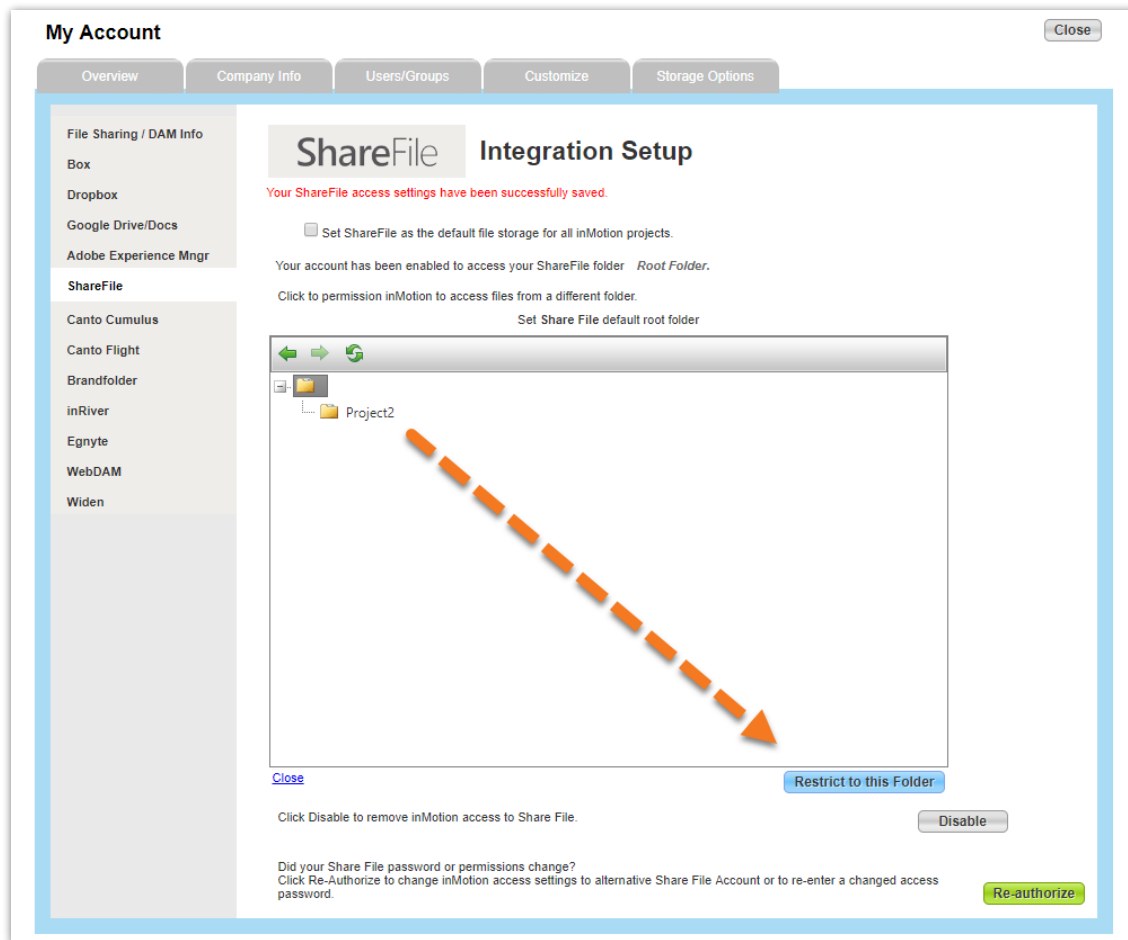 My Account
Close
Overview
Company Info
Users/Groups
Customize
Storage Options
File Sharing / DAM Info
Box
Dropbox
Google Drive/Docs
Adobe Experience Mngr
ShareFile
Canto Cumulus
Canto Flight
Brandfolder
inRiver
Egnyte
WebDAM
Widen
ShareFile Integration Setup
Your ShareFile access settings have been successfully saved.
Set ShareFile as the default file storage for all inMotion projects.
Your account has been enabled to access your ShareFile folder Root Folder.
Click to permission inMotion to access files from a different folder.
Set Share File default root folder
Project2
Close
Restrict to this Folder
Click Disable to remove inMotion access to Share File.
Disable
Did your Share File password or permissions change?
Click Re-Authorize to change inMotion access settings to alternative Share File Account or to re-enter a changed access
password.
Re-authorize